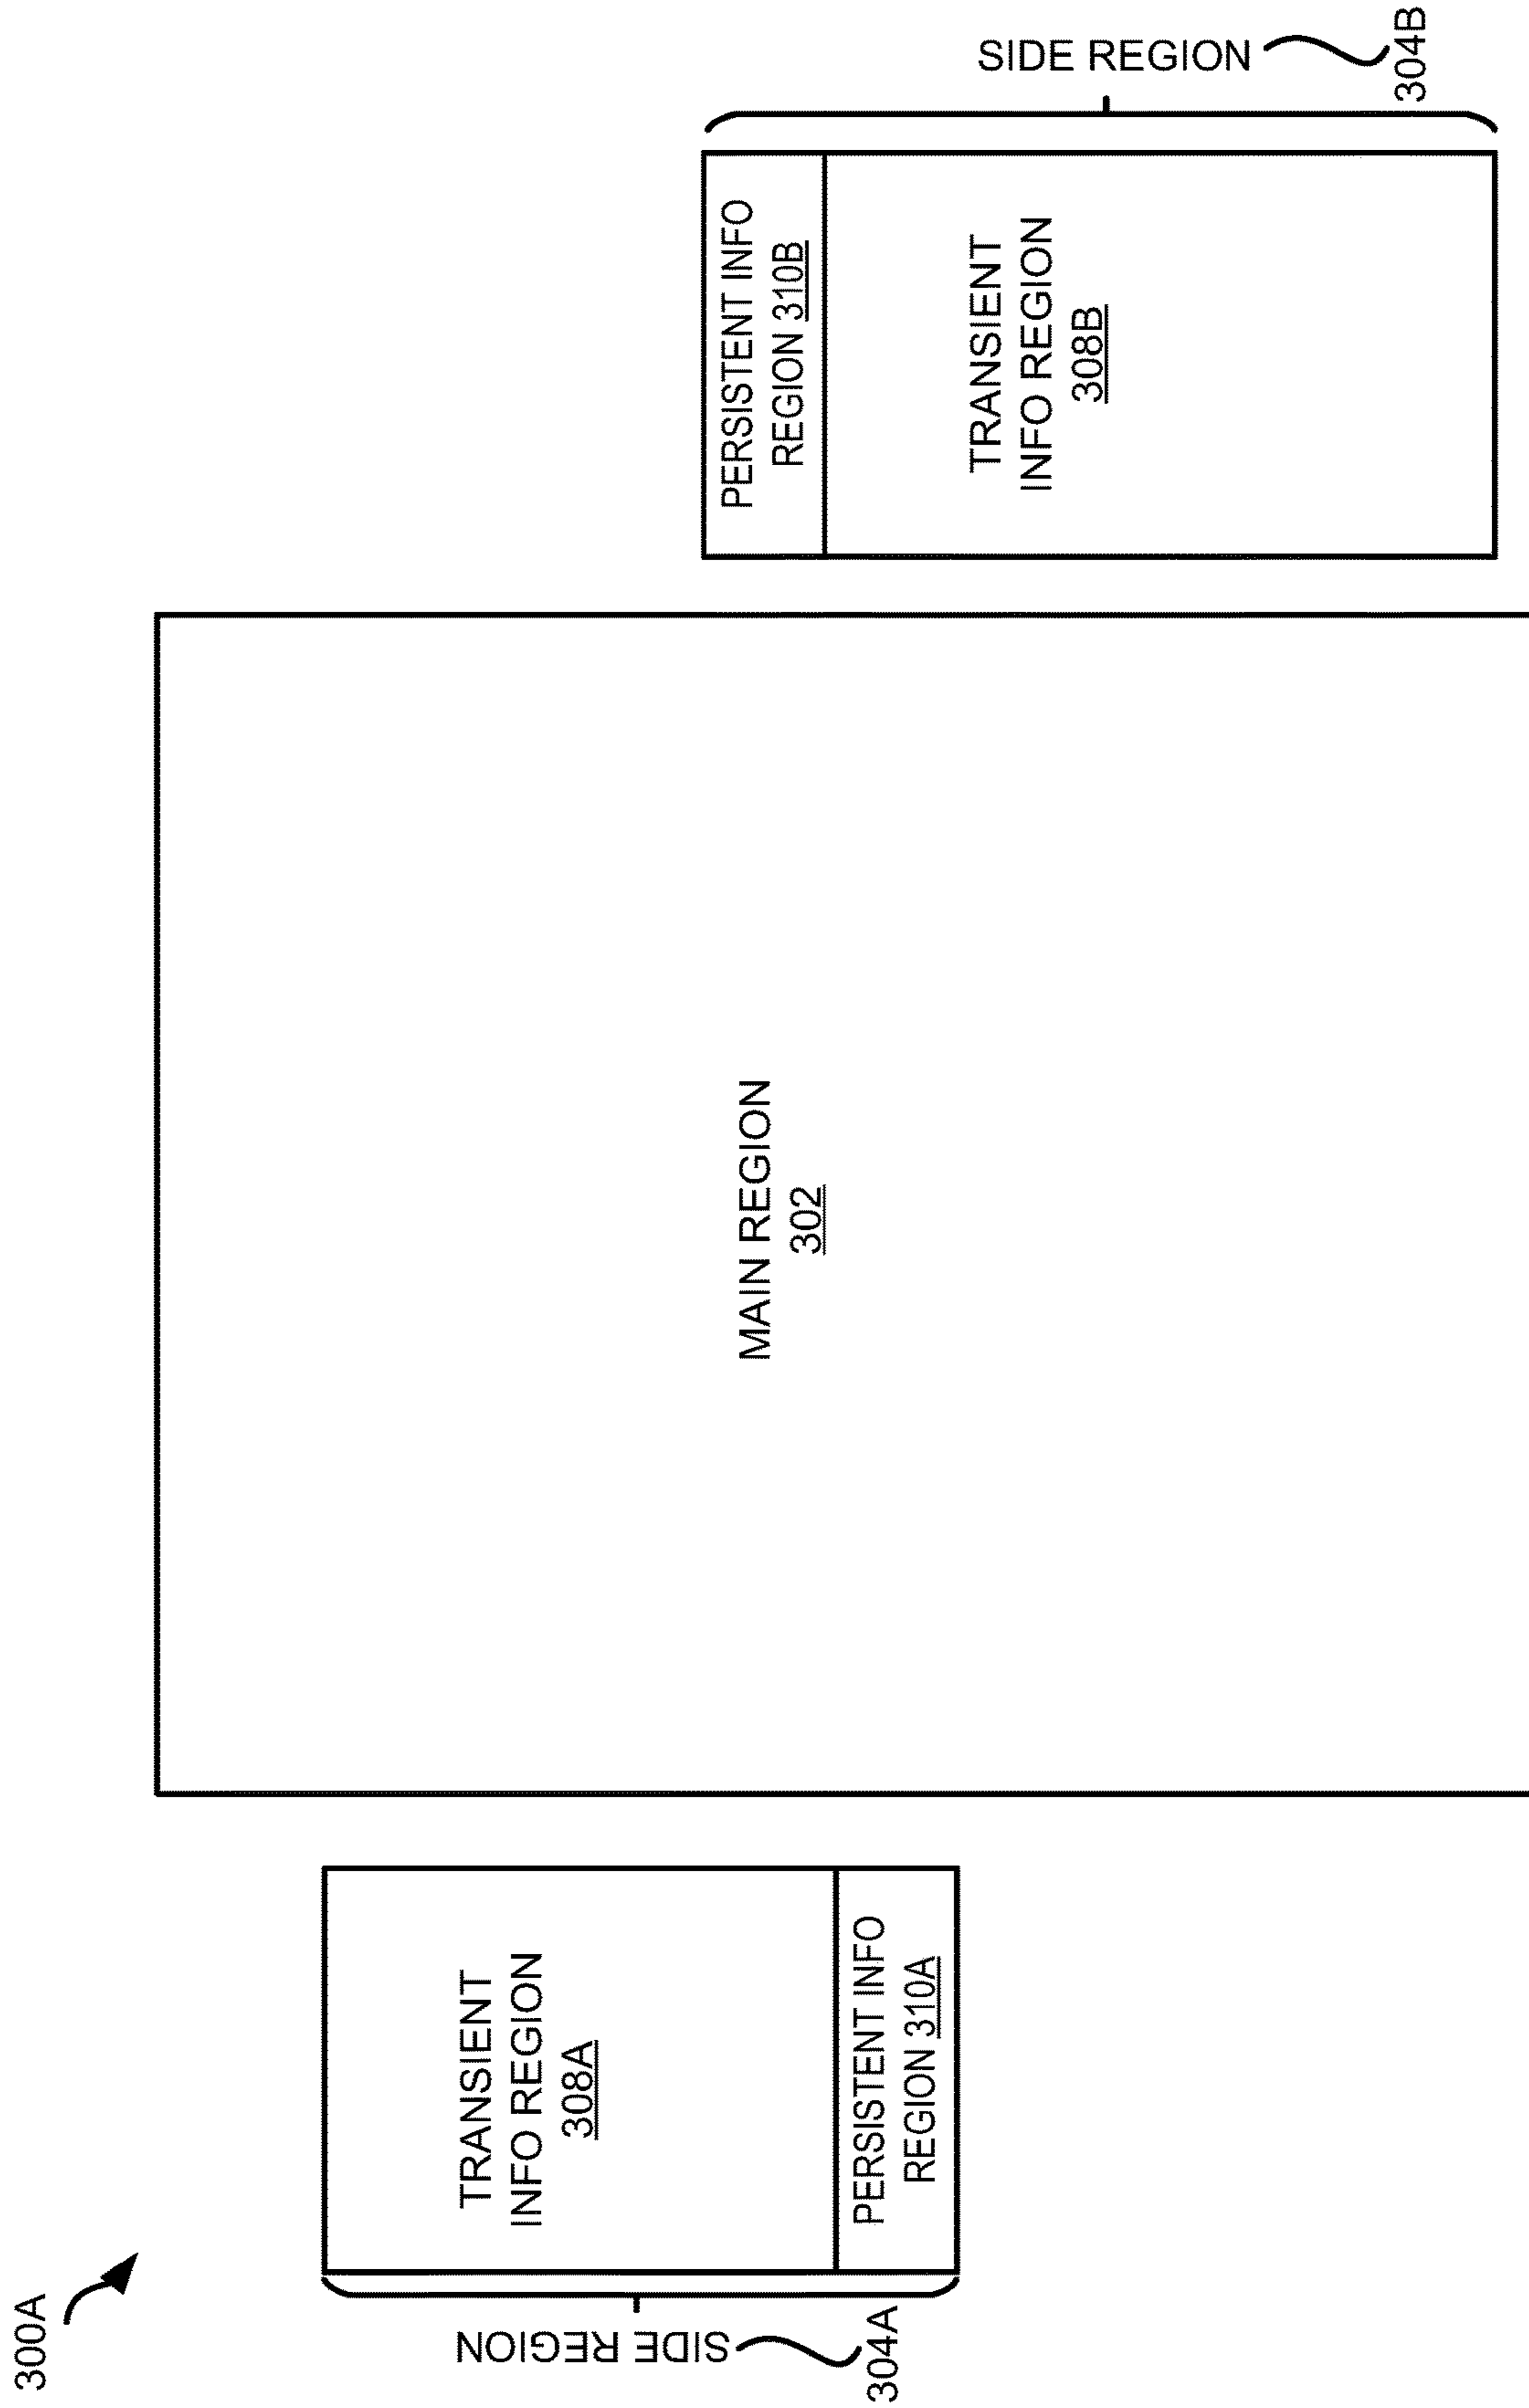 300A
SIDE REGION
304A
TRANSIENT
INFO REGION
308A
PERSISTENT INFO
REGION 310A
MAIN REGION
302
PERSISTENT INFO
REGION 310B
TRANSIENT
INFO REGION
308B
SIDE REGION
304B